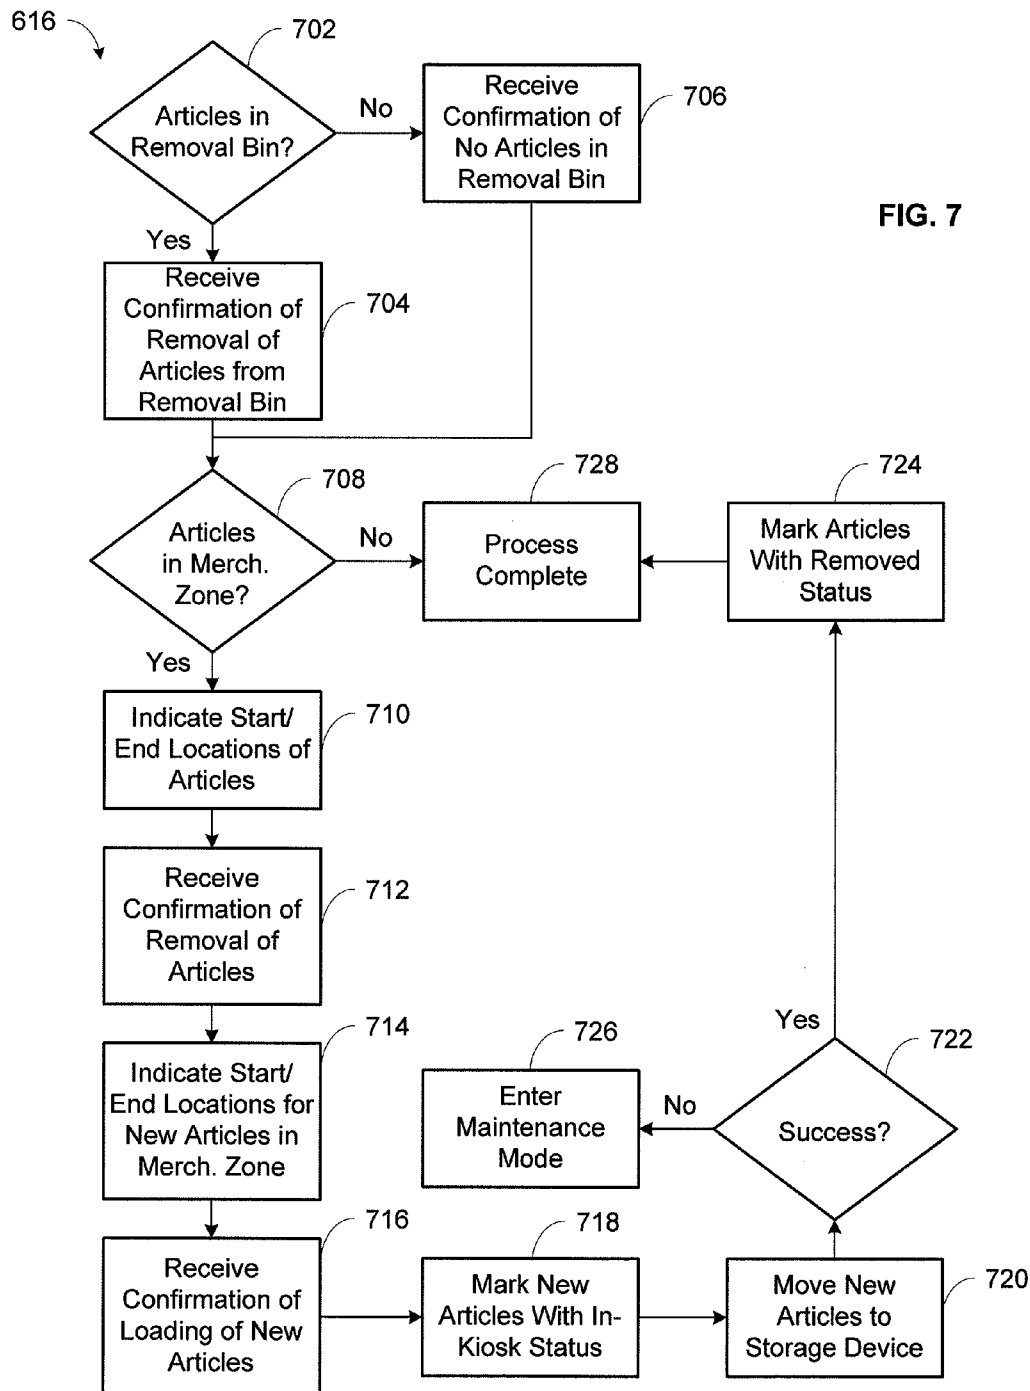 616
702
Articles in
Removal Bin?
No
Receive
Confirmation of
No Articles in
Removal Bin
706
FIG. 7
Yes
Receive
Confirmation of
Removal of
Articles from
Removal Bin
704
708
Articles
in Merch.
Zone?
No
728
Process
Complete
724
Mark Articles
With Removed
Status
Yes
Indicate Start/
End Locations of
Articles
710
Receive
Confirmation of
Removal of
Articles
712
714
Indicate Start/
End Locations for
New Articles in
Merch. Zone
726
Enter
Maintenance
Mode
No
Yes
722
Success?
716
Receive
Confirmation of
Loading of New
Articles
718
Mark New
Articles With In-
Kiosk Status
Move New
Articles to
Storage Device
720